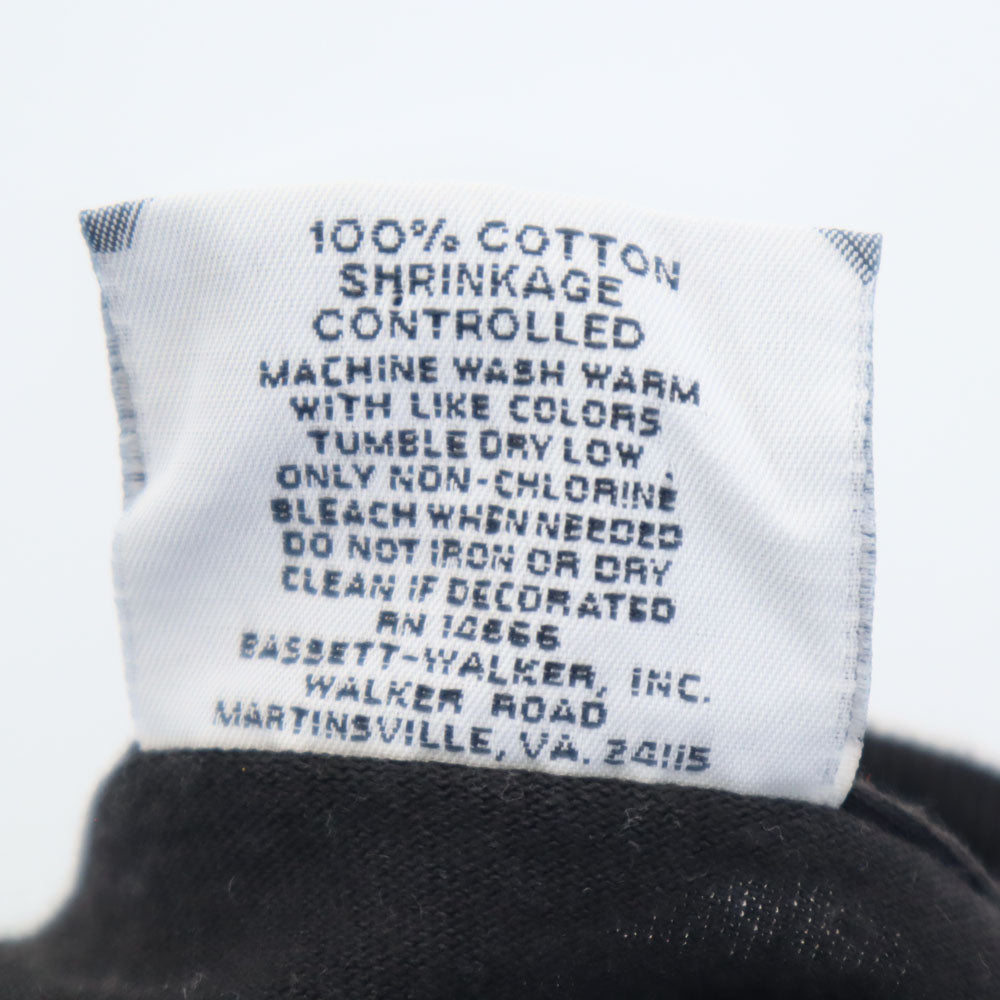 100% COTTON
SHRINKAGE
CONTROLLED
MACHINE WASH WARM
WITH LIKE COLORS
TUMBLE DRY LOW
ONLY NON-CHLORINE
BLEACH WHEN NEEDED
DO NOT IRON OR DRY
CLEAN IF DECORATED
RN 14866
BASSETT-WALKER, INC.
WALKER ROAD
MARTINSVILLE, VA. 24115